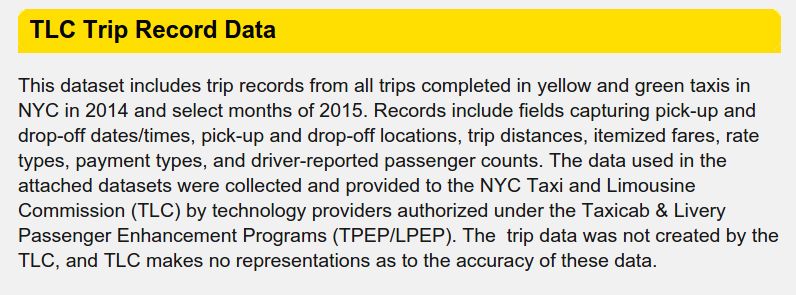 TLC Trip Record Data
This dataset includes trip records from all trips completed in yellow and green taxis in
NYC in 2014 and select months of 2015. Records include fields capturing pick-up and
drop-off dates/times, pick-up and drop-off locations, trip distances, itemized fares, rate
types, payment types, and driver-reported passenger counts. The data used in the
attached datasets were collected and provided to the NYC Taxi and Limousine
Commission (TLC) by technology providers authorized under the Taxicab & Livery
Passenger Enhancement Programs (TPEP/LPEP). The  trip data was not created by the
TLC, and TLC makes no representations as to the accuracy of these data.